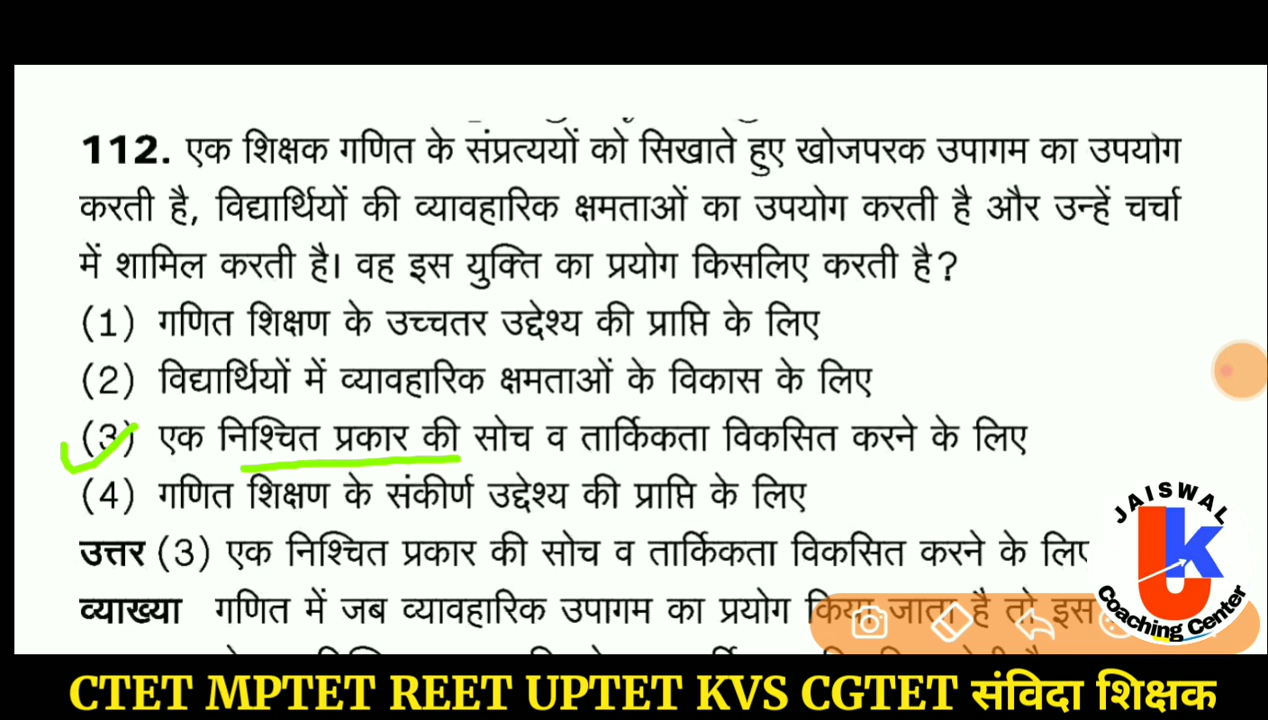 112. एक शिक्षक गणित के संप्रत्ययों को सिखाते हुए खोजपरक उपागम का उपयोग
करती है, विद्यार्थियों की व्यावहारिक क्षमताओं का उपयोग करती है और उन्हें चर्चा
में शामिल करती है। वह इस युक्ति का प्रयोग किसलिए करती है?
(1) गणित शिक्षण के उच्चतर उद्देश्य की प्राप्ति के लिए
(2) विद्यार्थियों में व्यावहारिक क्षमताओं के विकास के लिए
(3) एक निश्चित प्रकार की सोच व तार्किकता विकसित करने के लिए
(4) गणित शिक्षण के संकीर्ण उद्देश्य की प्राप्ति के लिए
उत्तर (3) एक निश्चित प्रकार की सोच व तार्किकता विकसित करने के लिए
व्याख्या गणित में जब व्यावहारिक उपागम का प्रयोग किया जाता है तो इस
JAISWAL
UK
Coaching Center
CTET MPTET REET UPTET KVS CGTET संविदा शिक्षक